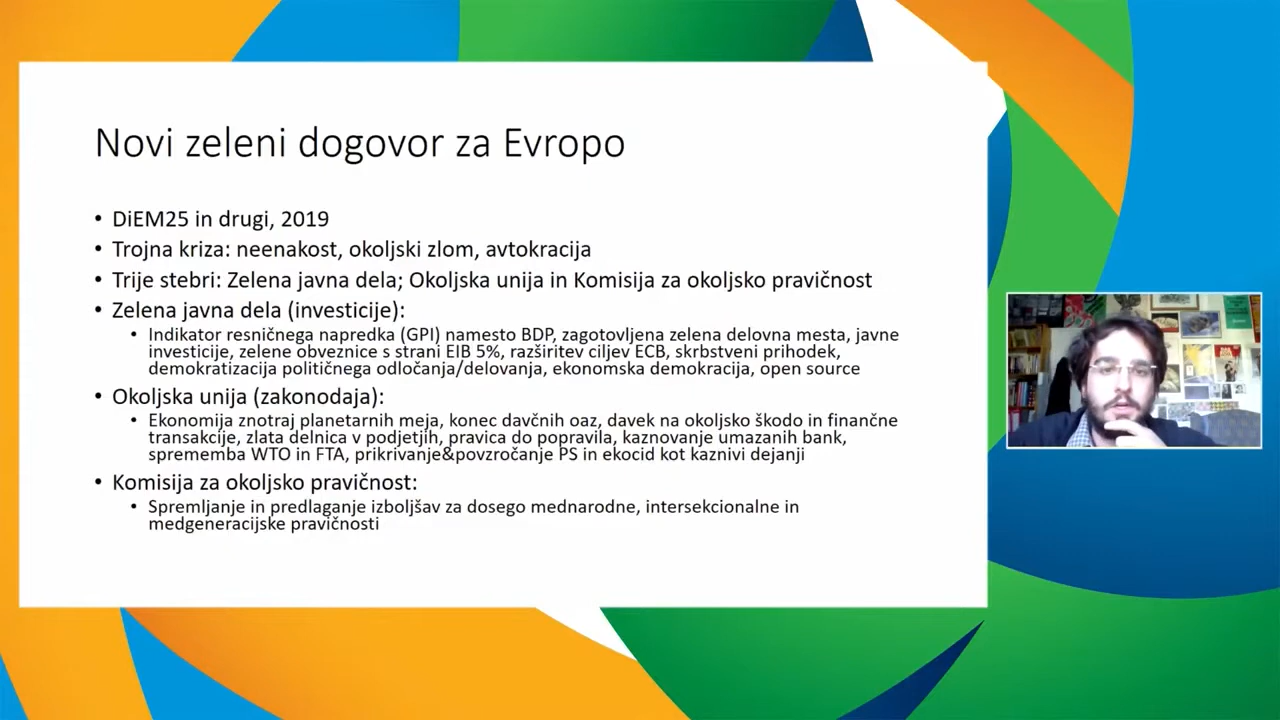 Novi zeleni dogovor za Evropo
• DiEM25 in drugi, 2019
• Trojna kriza: neenakost, okoljski zlom, avtokracija
• Trije stebri: Zelena javna dela; Okoljska unija in Komisija za okoljsko pravičnost
• Zelena javna dela (investicije):
• Indikator resničnega napredka (GPI) namesto BDP, zagotovljena zelena delovna mesta, javne
investicije, zelene obveznice s strani EIB 5%, razširitev ciljev ECB, skrbstveni prihodek,
demokratizacija političnega odločanja/delovanja, ekonomska demokracija, open source
• Okoljska unija (zakonodaja):
• Ekonomija znotraj planetarnih meja, konec davčnih oaz, davek na okoljsko škodo in finančne
transakcije, zlata delnica v podjetjih, pravica do popravila, kaznovanje umazanih bank,
sprememba WTO in FTA, prikrivanje&povzročanje PS in ekocid kot kaznivi dejanji
• Komisija za okoljsko pravičnost:
• Spremljanje in predlaganje izboljšav za dosego mednarodne, intersekcionalne in
medgeneracijske pravičnosti